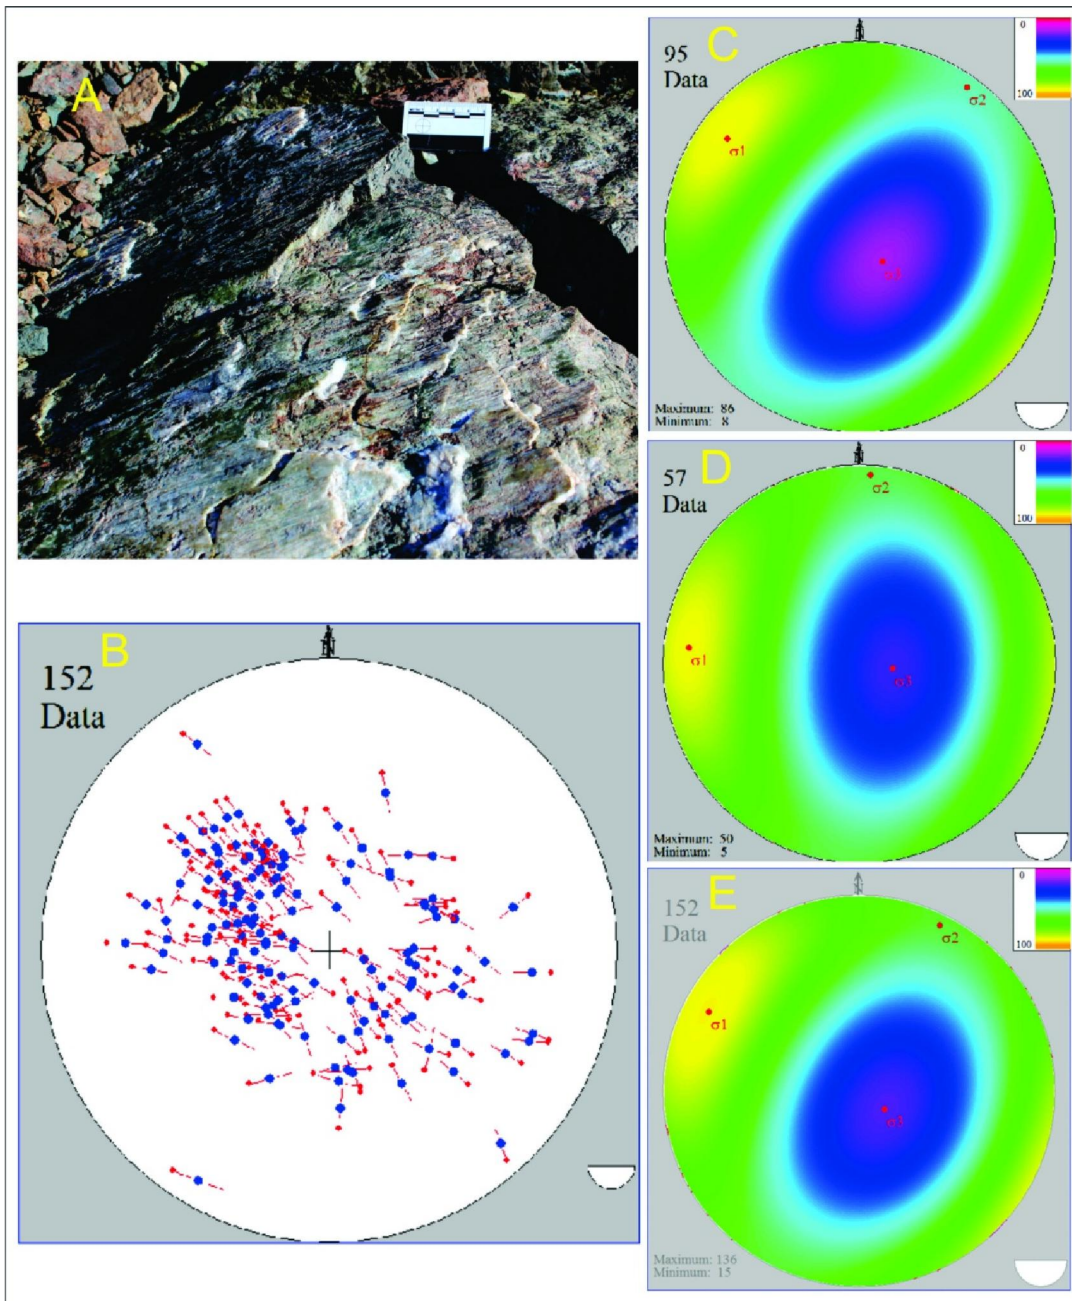 A
B
N
152
Data
C
N
95
Data
0
100
σ1
σ2
Maximum: 86
Minimum: 8
D
N
57
Data
0
100
σ1
σ2
σ3
Maximum: 50
Minimum: 5
E
152
Data
0
100
σ1
σ2
σ3
Maximum: 136
Minimum: 15